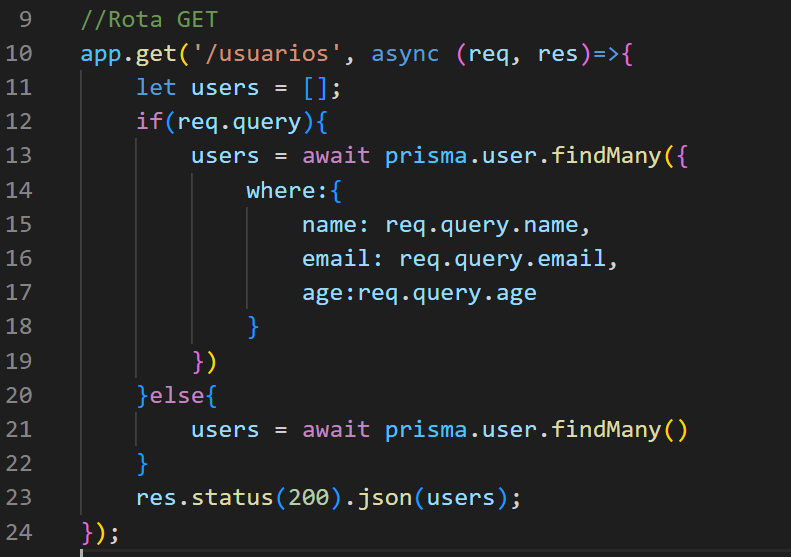 9 //Rota GET
10 app.get('/usuarios', async (req, res)=>{
11 let users = [];
12 if(req.query){
13 users = await prisma.user.findMany({
14 where:{
15 name: req.query.name,
16 email: req.query.email,
17 age:req.query.age
18 }
19 })
20 }else{
21 users = await prisma.user.findMany()
22 }
23 res.status(200).json(users);
24 });